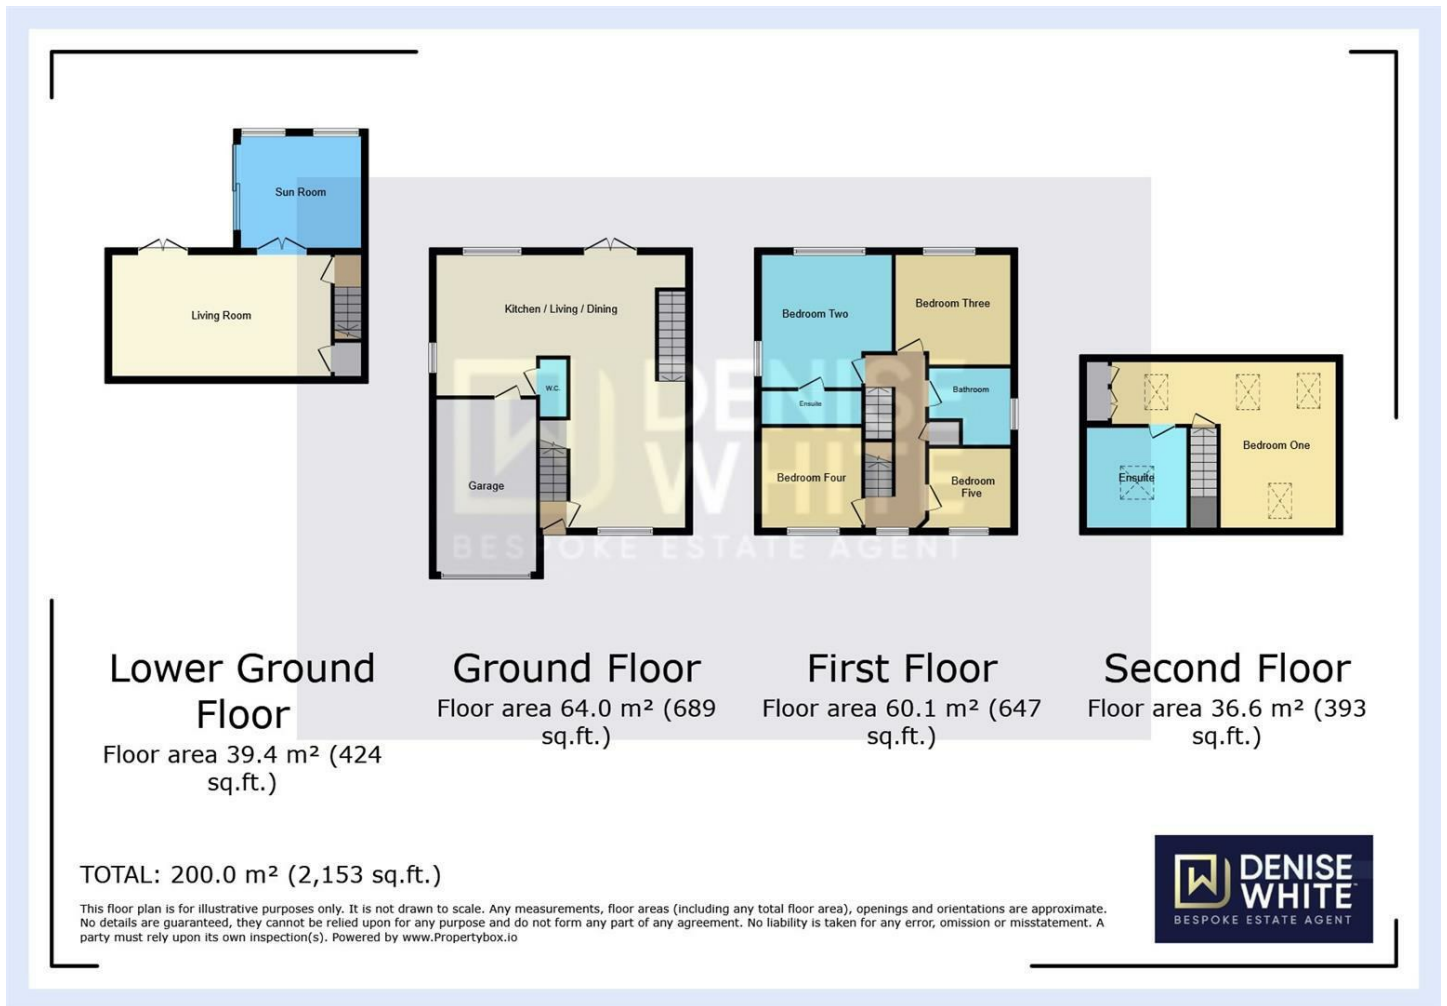 Sun Room
Living Room
Kitchen / Living / Dining
W.C.
Garage
Bedroom Two
Bedroom Three
Ensuite
Bathroom
Bedroom Four
Bedroom
Five
Bedroom One
Ensuite
DENISE
WHITE
BESPOKE ESTATE AGENT
Lower Ground
Floor
Floor area 39.4 m² (424
sq.ft.)
Ground Floor
Floor area 64.0 m² (689
sq.ft.)
First Floor
Floor area 60.1 m² (647
sq.ft.)
Second Floor
Floor area 36.6 m² (393
sq.ft.)
TOTAL: 200.0 m² (2,153 sq.ft.)
This floor plan is for illustrative purposes only. It is not drawn to scale. Any measurements, floor areas (including any total floor area), openings and orientations are approximate.
No details are guaranteed, they cannot be relied upon for any purpose and do not form any part of any agreement. No liability is taken for any error, omission or misstatement. A
party must rely upon its own inspection(s). Powered by www.Propertybox.io
DENISE
WHITE
BESPOKE ESTATE AGENT